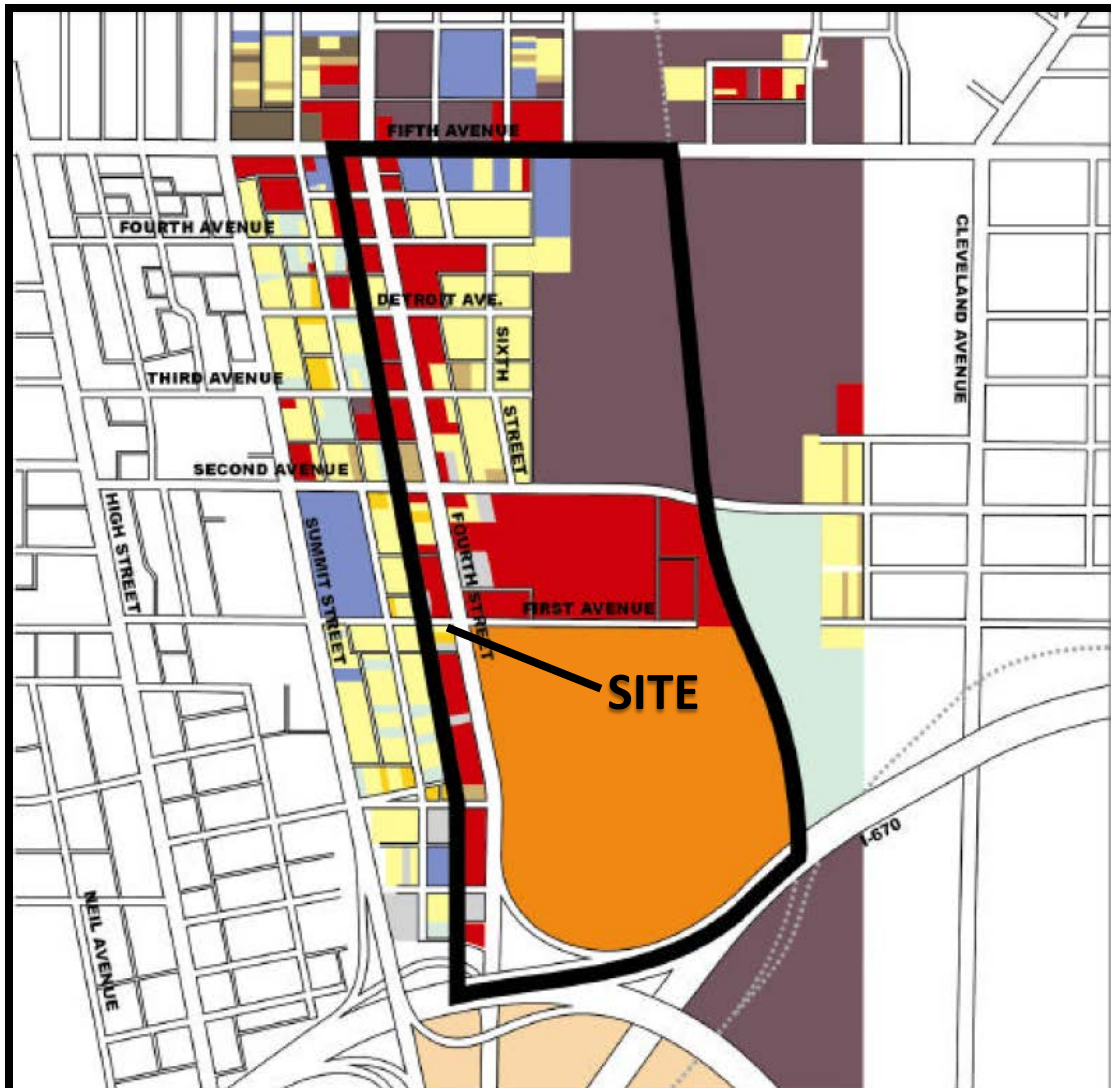 FIFTH AVENUE
FOURTH AVENUE
CLEVELAND AVENUE
DETROIT AVE.
SIXTH
STREET
THIRD AVENUE
SECOND AVENUE
HIGH STREET
SUMMIT STREET
FOURTH STREET
FIRST AVENUE
SITE
I-670
NEIL AVENUE